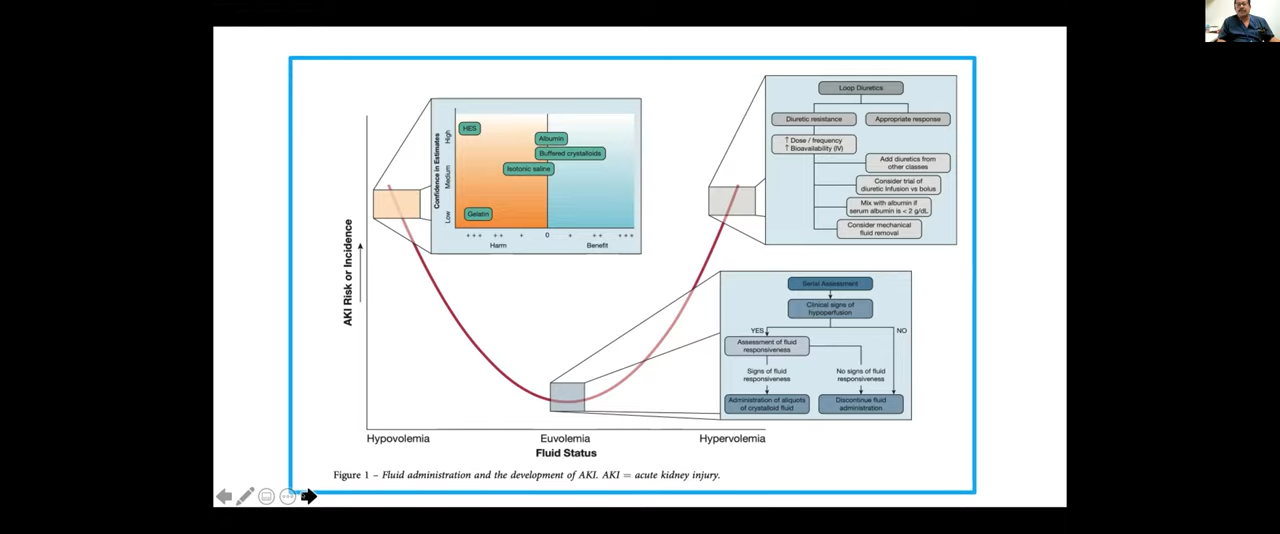 Loop Diuretics
Diuretic resistance
Appropriate response
↑ Dose / frequency
↑ Bioavailability (IV)
Add diuretics from
other classes
Consider trial of
diuretic Infusion vs bolus
Mix with albumin if
serum albumin is < 2 g/dL
Consider mechanical
fluid removal
Confidence in Estimates
High
Medium
Low
HES
Albumin
Buffered crystalloids
Isotonic saline
Gelatin
+++ ++ + 0 + ++ +++
Harm
Benefit
AKI Risk or Incidence
Serial Assessment
Clinical signs of
hypoperfusion
YES
NO
Assessment of fluid
responsiveness
Signs of fluid
responsiveness
No signs of fluid
responsiveness
Administration of aliquots
of crystalloid fluid
Discontinue fluid
administration
Hypovolemia
Euvolemia
Hypervolemia
Fluid Status
Figure 1 – Fluid administration and the development of AKI. AKI = acute kidney injury.